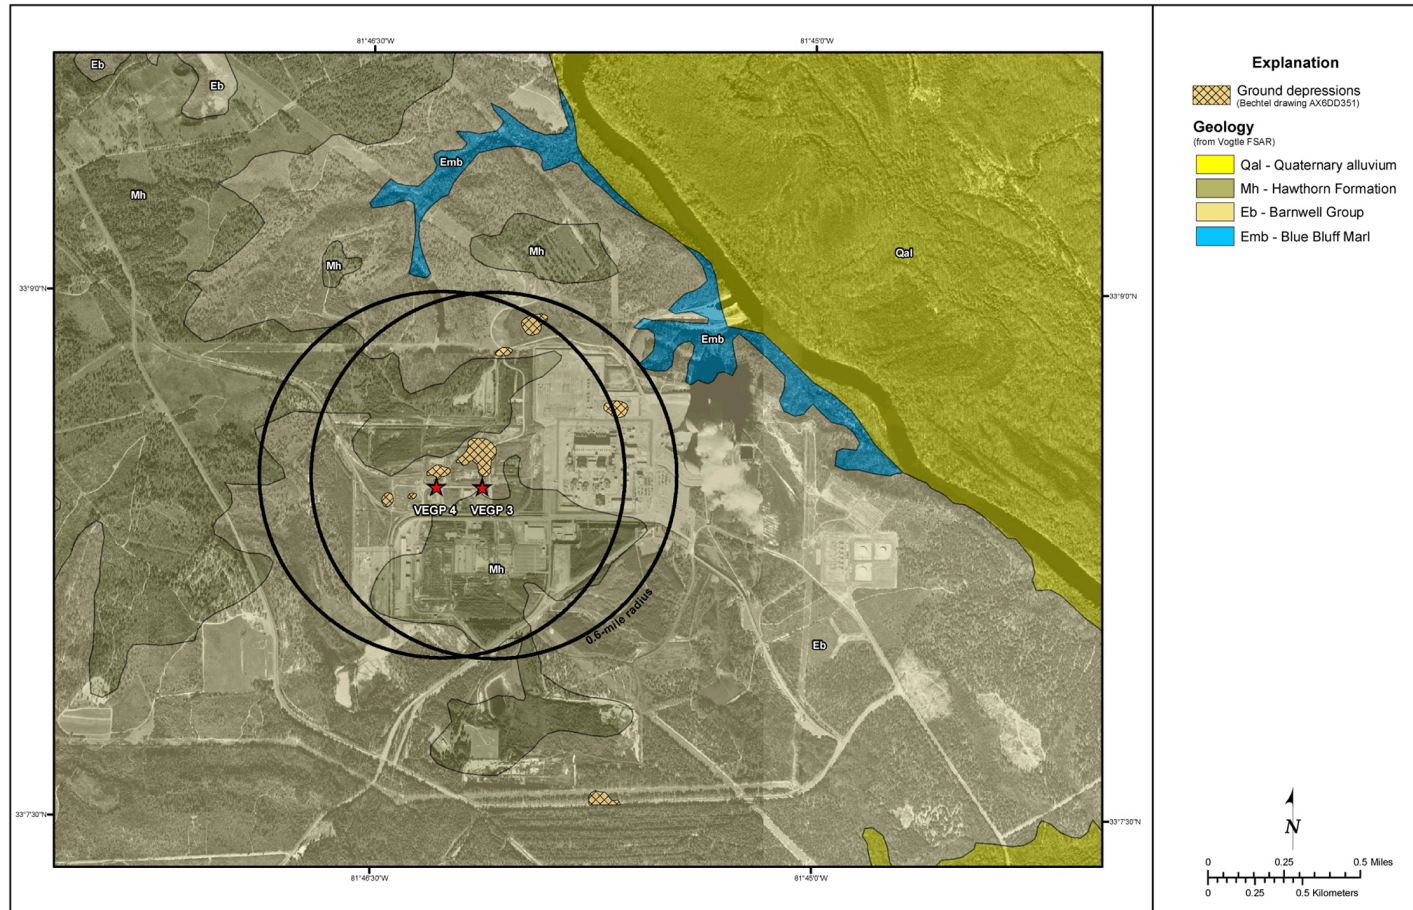 81°46'30"W
81°45'0"W
Eb
Eb
Emb
Mh
Mh
Mh
Qal
33°9'0"N
33°9'0"N
Emb
VEGP 4
VEGP 3
Mh
0.6-mile radius
Eb
33°7'30"N
33°7'30"N
81°46'30"W
81°45'0"W
Explanation
Ground depressions
(Bechtel drawing AX6DD351)
Geology
(from Vogtle FSAR)
Qal - Quaternary alluvium
Mh - Hawthorn Formation
Eb - Barnwell Group
Emb - Blue Bluff Marl
N
0 0.25 0.5 Miles
0 0.25 0.5 Kilometers